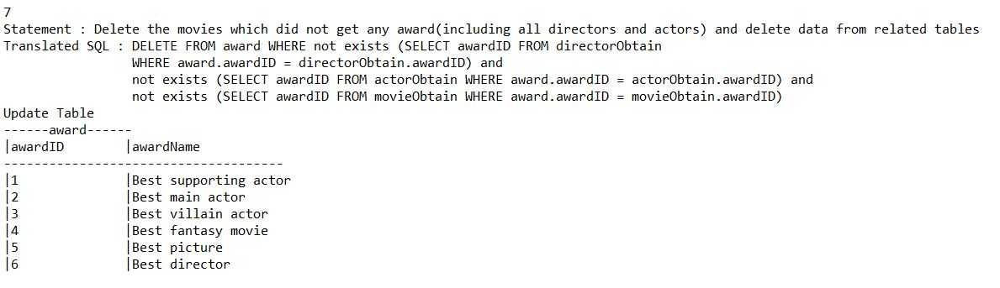 7
Statement : Delete the movies which did not get any award(including all directors and actors) and delete data from related tables
Translated SQL : DELETE FROM award WHERE not exists (SELECT awardID FROM directorObtain
WHERE award.awardID = directorObtain.awardID) and
not exists (SELECT awardID FROM actorObtain WHERE award.awardID = actorObtain.awardID) and
not exists (SELECT awardID FROM movieObtain WHERE award.awardID = movieObtain.awardID)
Update Table
------award------
|awardID |awardName
-------------------------------------
|1 |Best supporting actor
|2 |Best main actor
|3 |Best villain actor
|4 |Best fantasy movie
|5 |Best picture
|6 |Best director